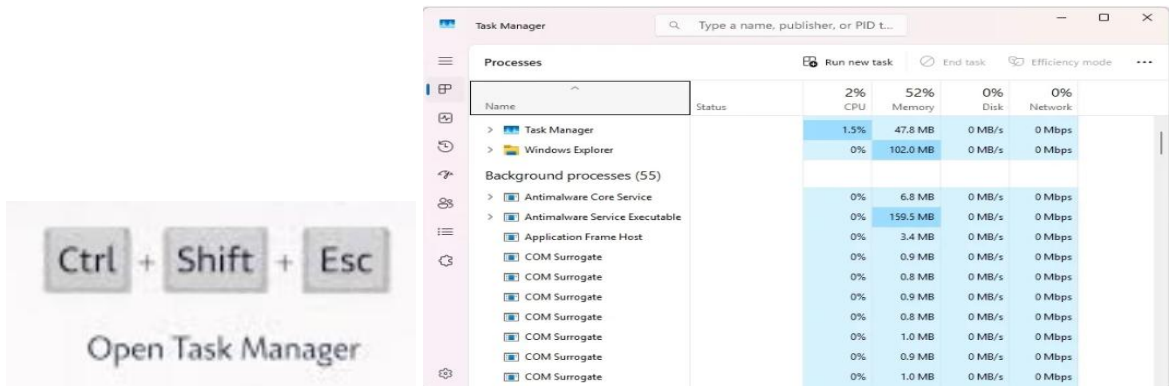 Ctrl + Shift + Esc
Open Task Manager
Task Manager
Type a name, publisher, or PID t...
Processes
Run new task
End task
Efficiency mode
2% 52% 0% 0%
Name Status CPU Memory Disk Network
Task Manager 1.5% 47.8 MB 0 MB/s 0 Mbps
Windows Explorer 0% 102.0 MB 0 MB/s 0 Mbps
Background processes (55)
Antimalware Core Service 0% 6.8 MB 0 MB/s 0 Mbps
Antimalware Service Executable 0% 159.5 MB 0 MB/s 0 Mbps
Application Frame Host 0% 3.4 MB 0 MB/s 0 Mbps
COM Surrogate 0% 0.9 MB 0 MB/s 0 Mbps
COM Surrogate 0% 0.8 MB 0 MB/s 0 Mbps
COM Surrogate 0% 0.9 MB 0 MB/s 0 Mbps
COM Surrogate 0% 0.8 MB 0 MB/s 0 Mbps
COM Surrogate 0% 1.0 MB 0 MB/s 0 Mbps
COM Surrogate 0% 0.9 MB 0 MB/s 0 Mbps
COM Surrogate 0% 1.0 MB 0 MB/s 0 Mbps